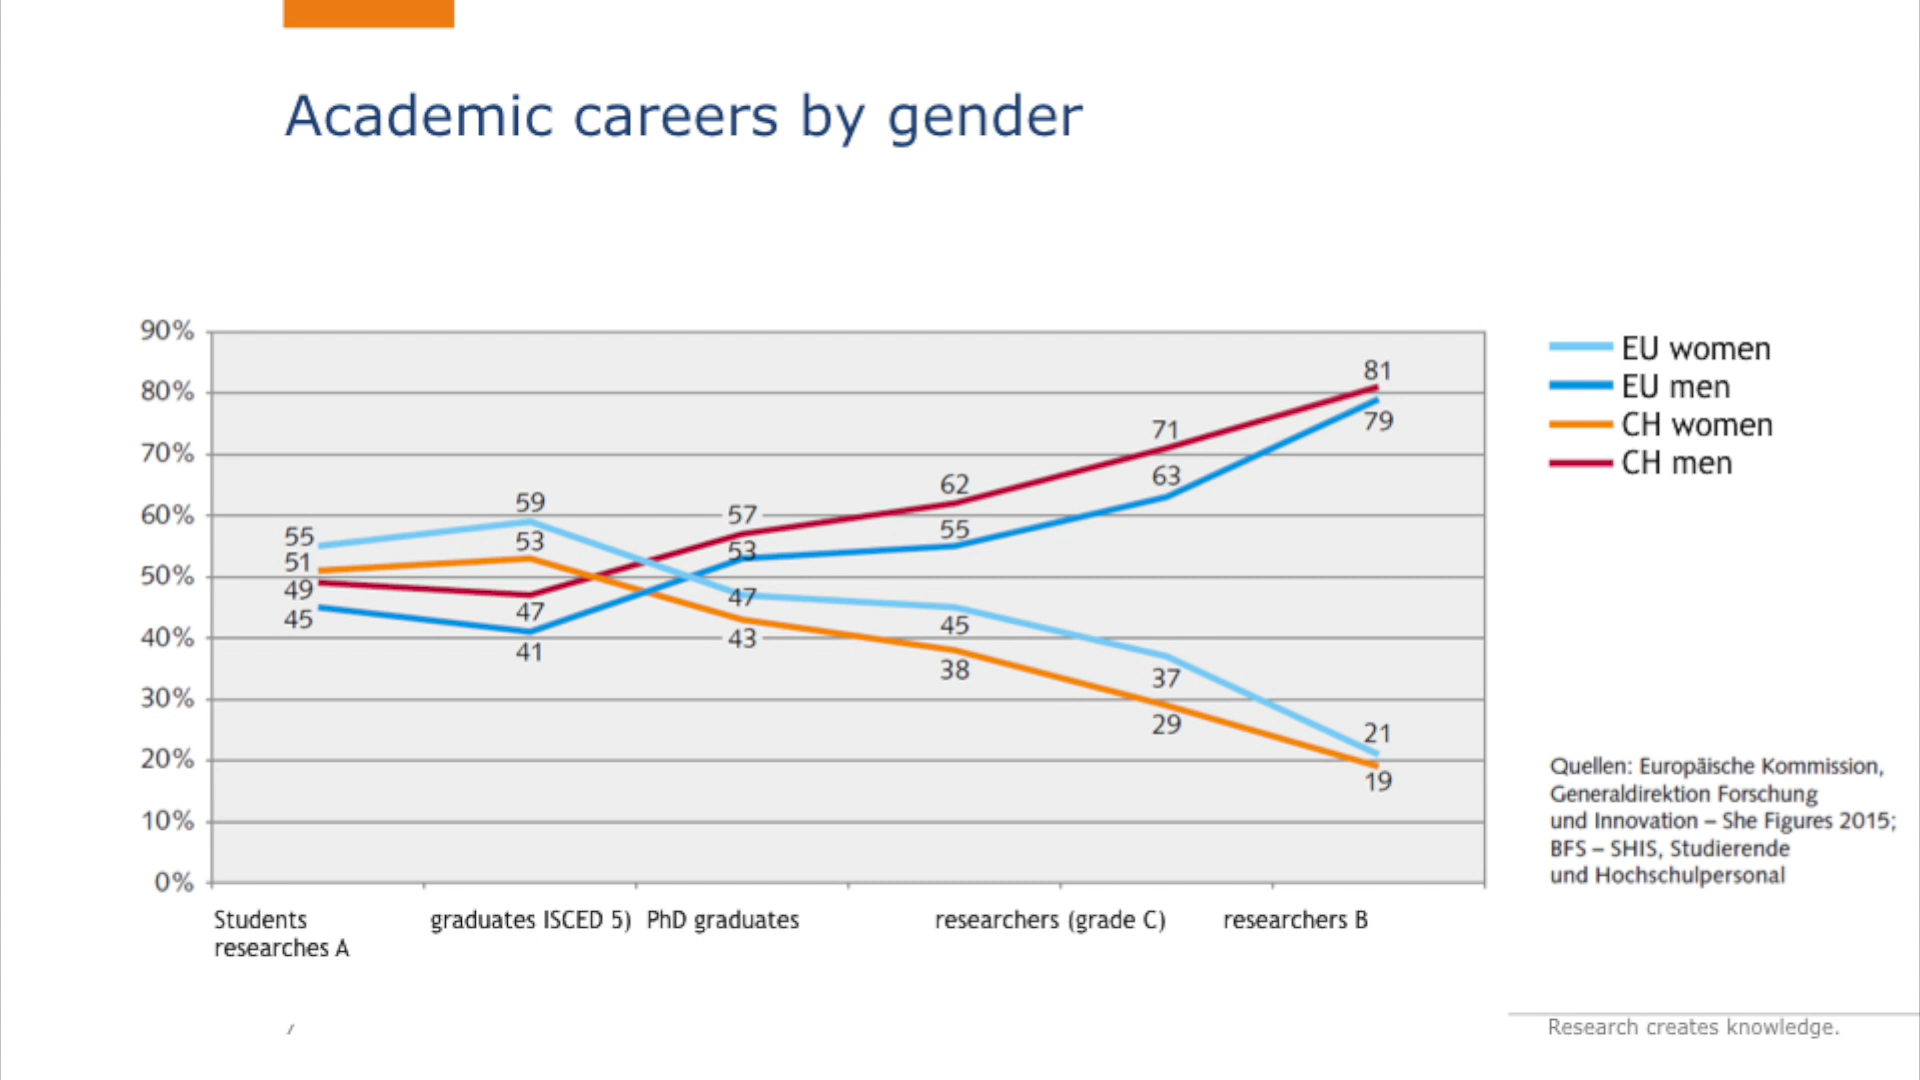 Academic careers by gender
90%
80%
70%
60%
50%
40%
30%
20%
10%
0%
55
51
49
45
59
53
47
41
57
53
47
43
62
55
45
38
71
63
37
29
81
79
21
19
EU women
EU men
CH women
CH men
Quellen: Europäische Kommission,
Generaldirektion Forschung
und Innovation – She Figures 2015;
BFS – SHIS, Studierende
und Hochschulpersonal
Students graduates ISCED 5) PhD graduates researchers (grade C) researchers B
researches A
Research creates knowledge.